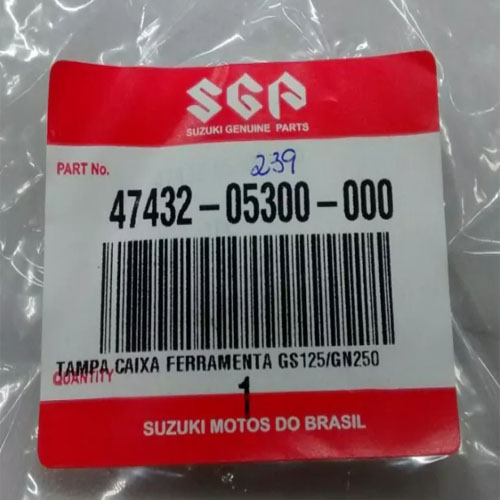 SGP
SUZUKI GENUINE PARTS
239
PART No.
47432-05300-000
TAMPA CAIXA FERRAMENTA GS125/GN250
QUANTITY
1
SUZUKI MOTOS DO BRASIL